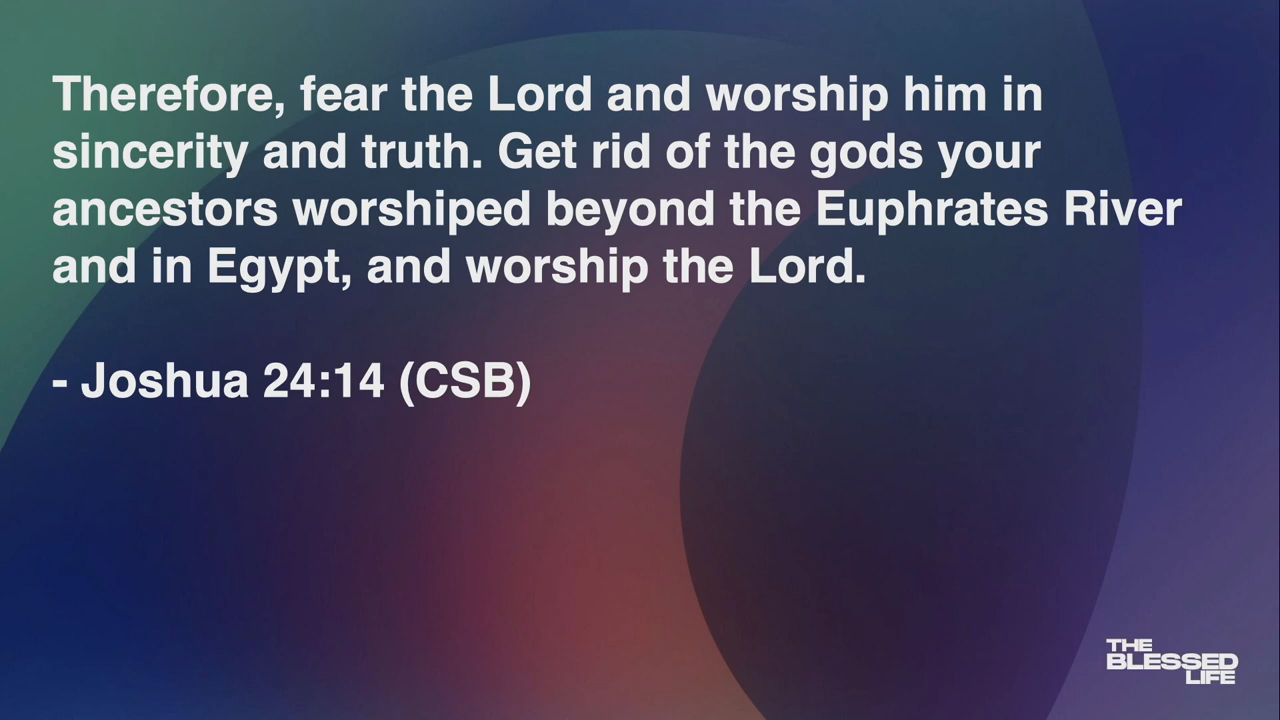 Therefore, fear the Lord and worship him in
sincerity and truth. Get rid of the gods your
ancestors worshiped beyond the Euphrates River
and in Egypt, and worship the Lord.
- Joshua 24:14 (CSB)
THE
BLESSED
LIFE